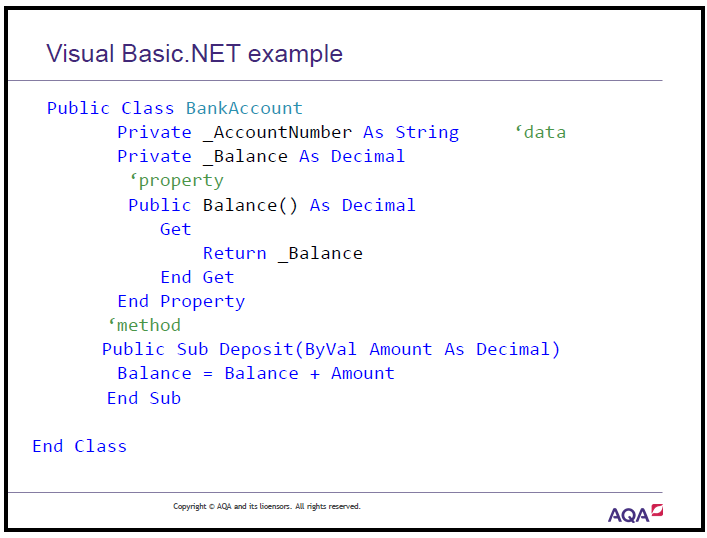 Visual Basic.NET example
Public Class BankAccount
Private _AccountNumber As String ‘data
Private _Balance As Decimal
‘property
Public Balance() As Decimal
Get
Return _Balance
End Get
End Property
‘method
Public Sub Deposit(ByVal Amount As Decimal)
Balance = Balance + Amount
End Sub
End Class
Copyright © AQA and its licensors. All rights reserved.
AQA